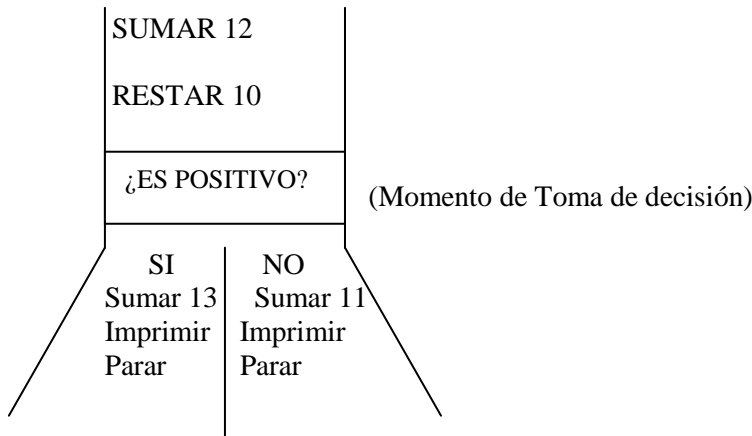 SUMAR 12
RESTAR 10
¿ES POSITIVO?
(Momento de Toma de decisión)
SI NO
Sumar 13 Sumar 11
Imprimir Imprimir
Parar Parar